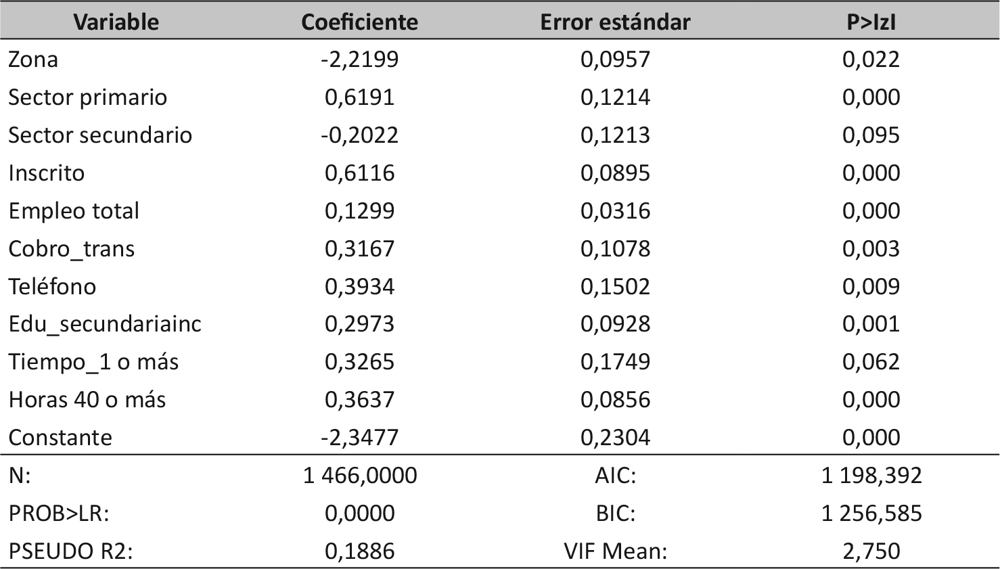 Variable Coeficiente Error estándar P>IzI
Zona -2,2199 0,0957 0,022
Sector primario 0,6191 0,1214 0,000
Sector secundario -0,2022 0,1213 0,095
Inscrito 0,6116 0,0895 0,000
Empleo total 0,1299 0,0316 0,000
Cobro_trans 0,3167 0,1078 0,003
Teléfono 0,3934 0,1502 0,009
Edu_secundariainc 0,2973 0,0928 0,001
Tiempo_1 o más 0,3265 0,1749 0,062
Horas 40 o más 0,3637 0,0856 0,000
Constante -2,3477 0,2304 0,000
N: 1 466,0000 AIC: 1 198,392
PROB>LR: 0,0000 BIC: 1 256,585
PSEUDO R2: 0,1886 VIF Mean: 2,750